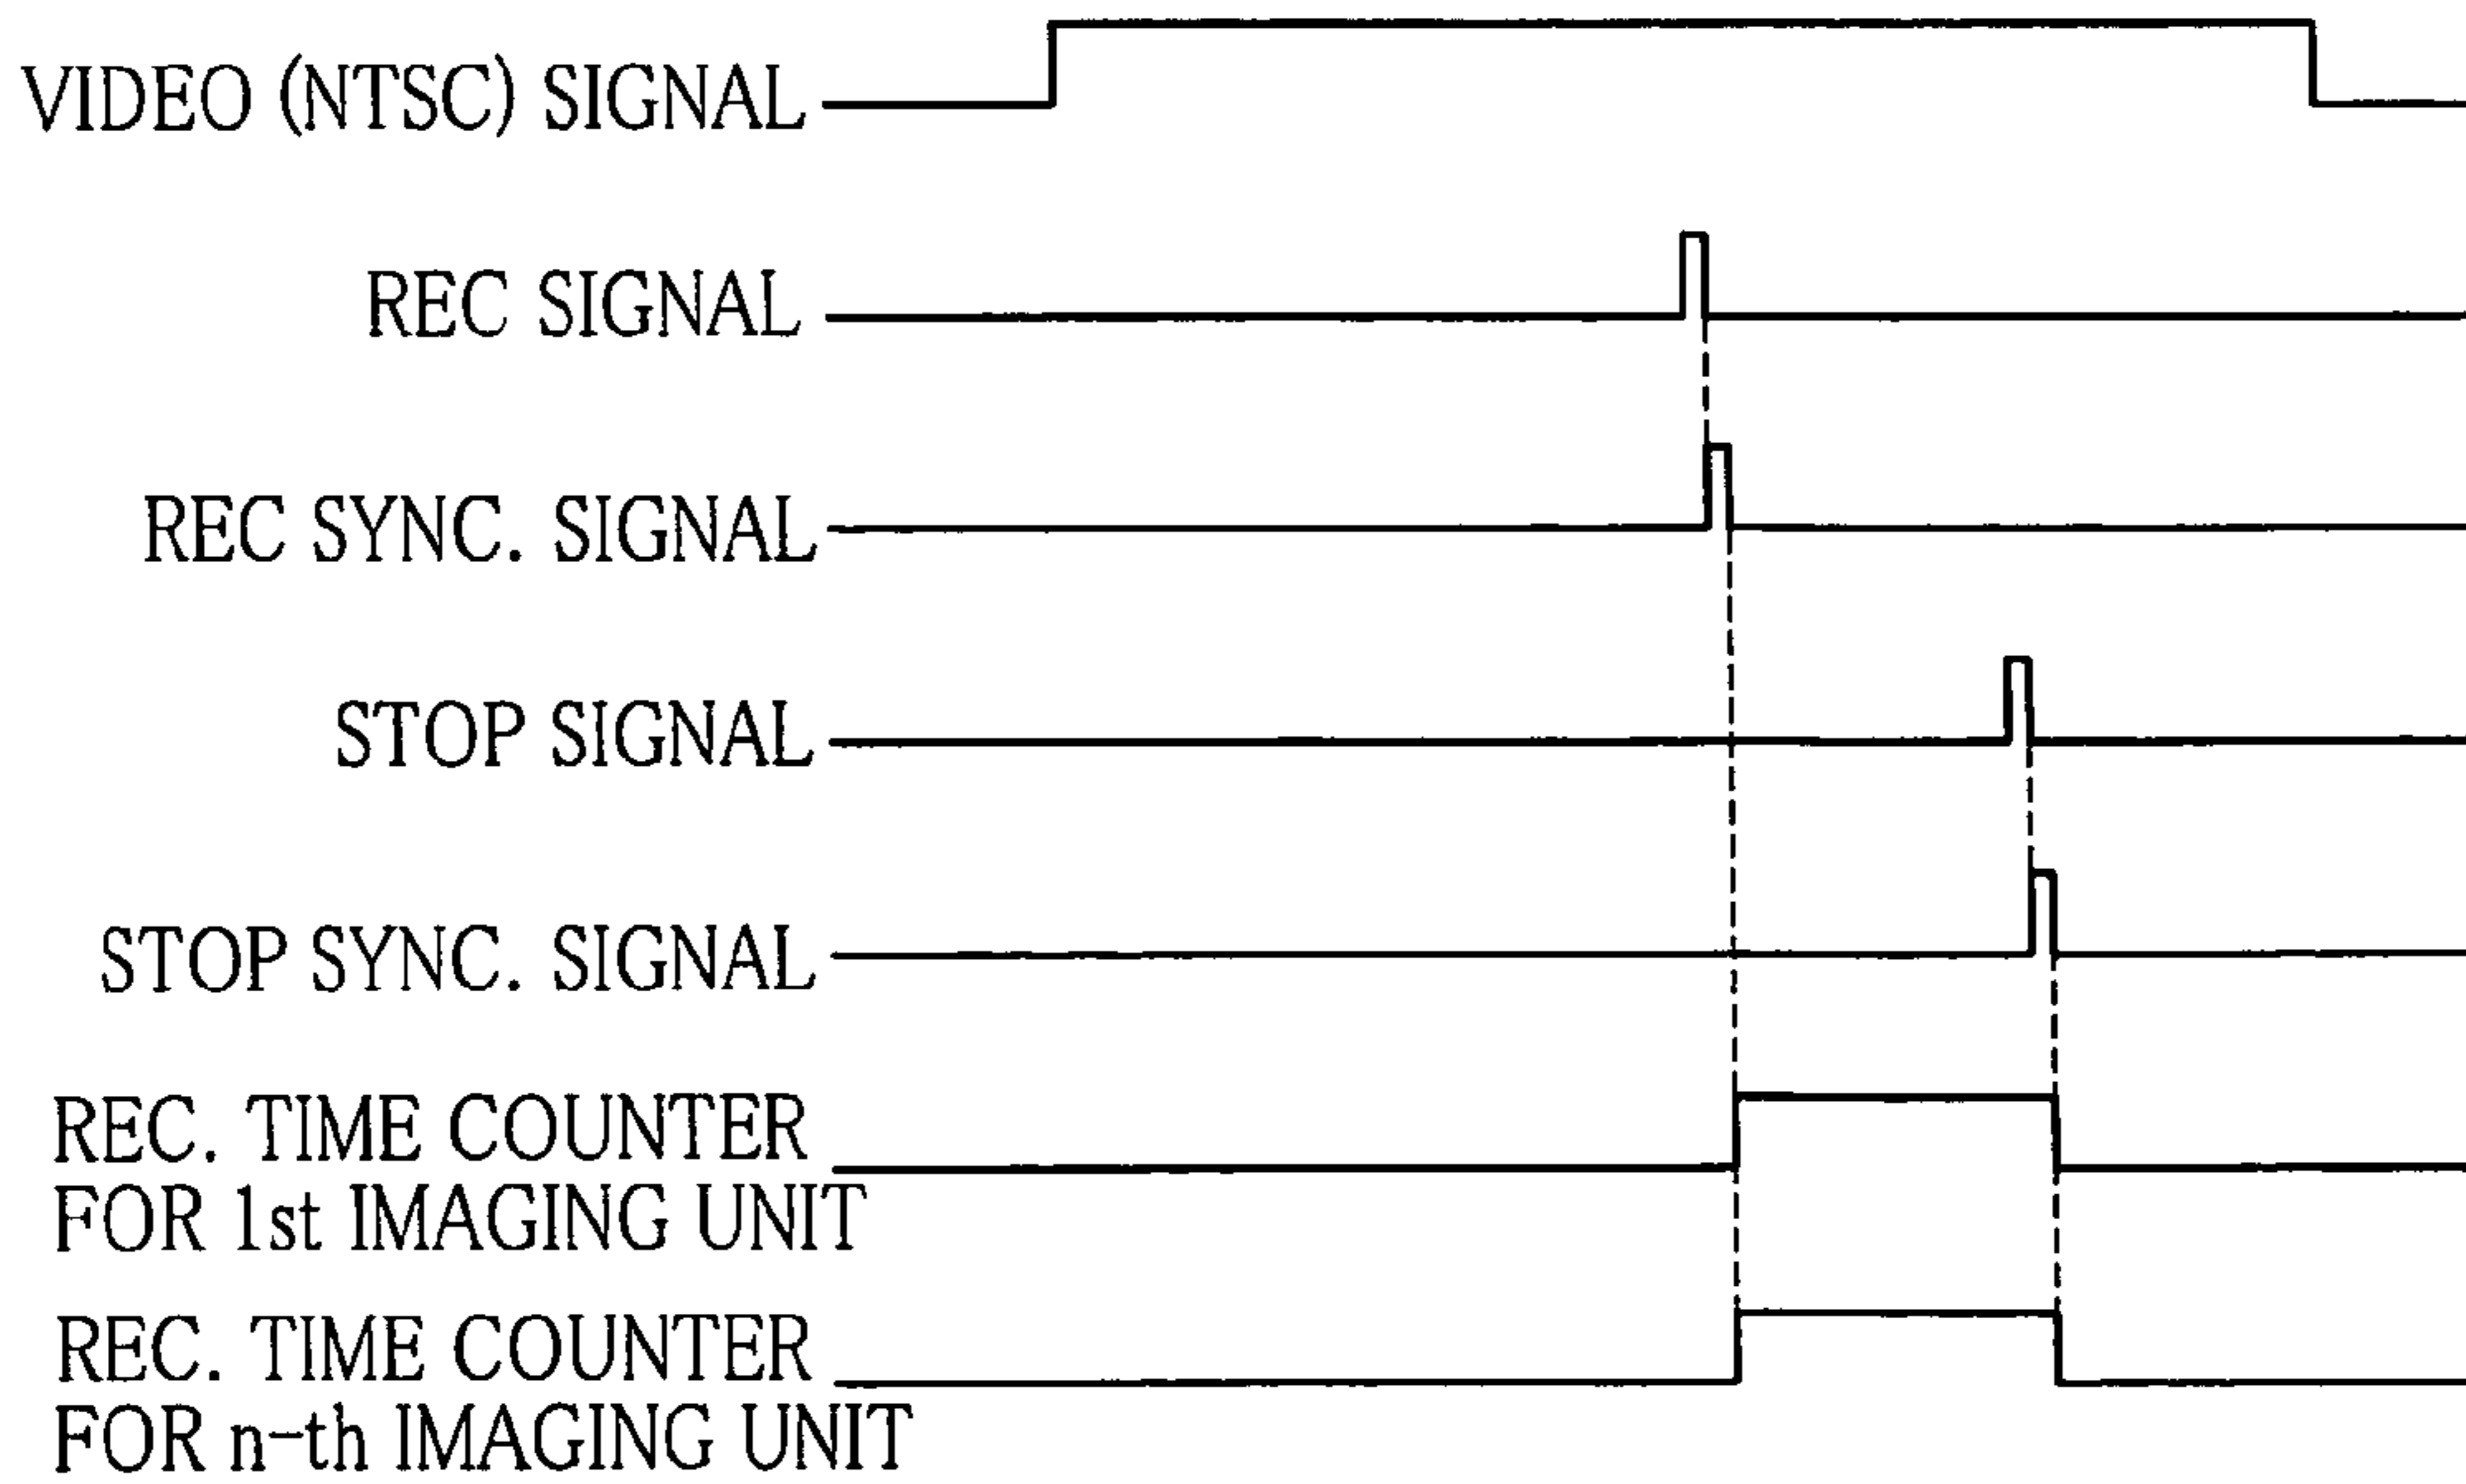 VIDEO (NTSC) SIGNAL
REC SIGNAL
REC SYNC. SIGNAL
STOP SIGNAL
STOP SYNC. SIGNAL
REC. TIME COUNTER
FOR 1st IMAGING UNIT
REC. TIME COUNTER
FOR n-th IMAGING UNIT